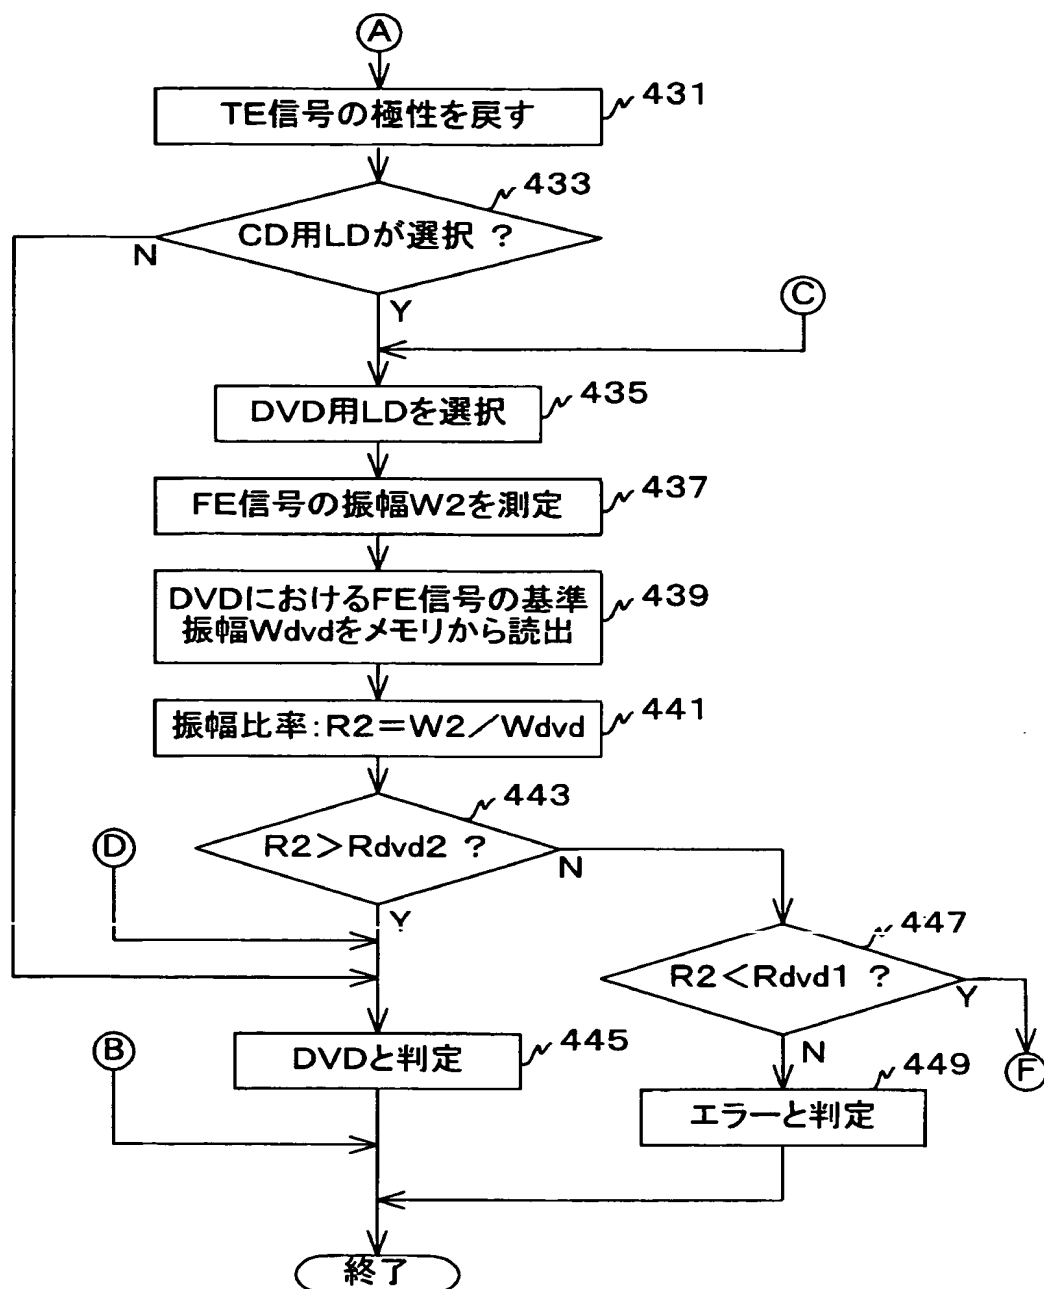 A
TE信号の極性を戻す
431
433
CD用LDが選択 ?
N
Y
C
DVD用LDを選択
435
FE信号の振幅W2を測定
437
DVDにおけるFE信号の基準
振幅Wdvdをメモリから読出
439
振幅比率:R2=W2/Wdvd
441
443
R2>Rdvd2 ?
N
Y
D
447
R2<Rdvd1 ?
Y
N
F
B
DVDと判定
445
449
エラーと判定
終了